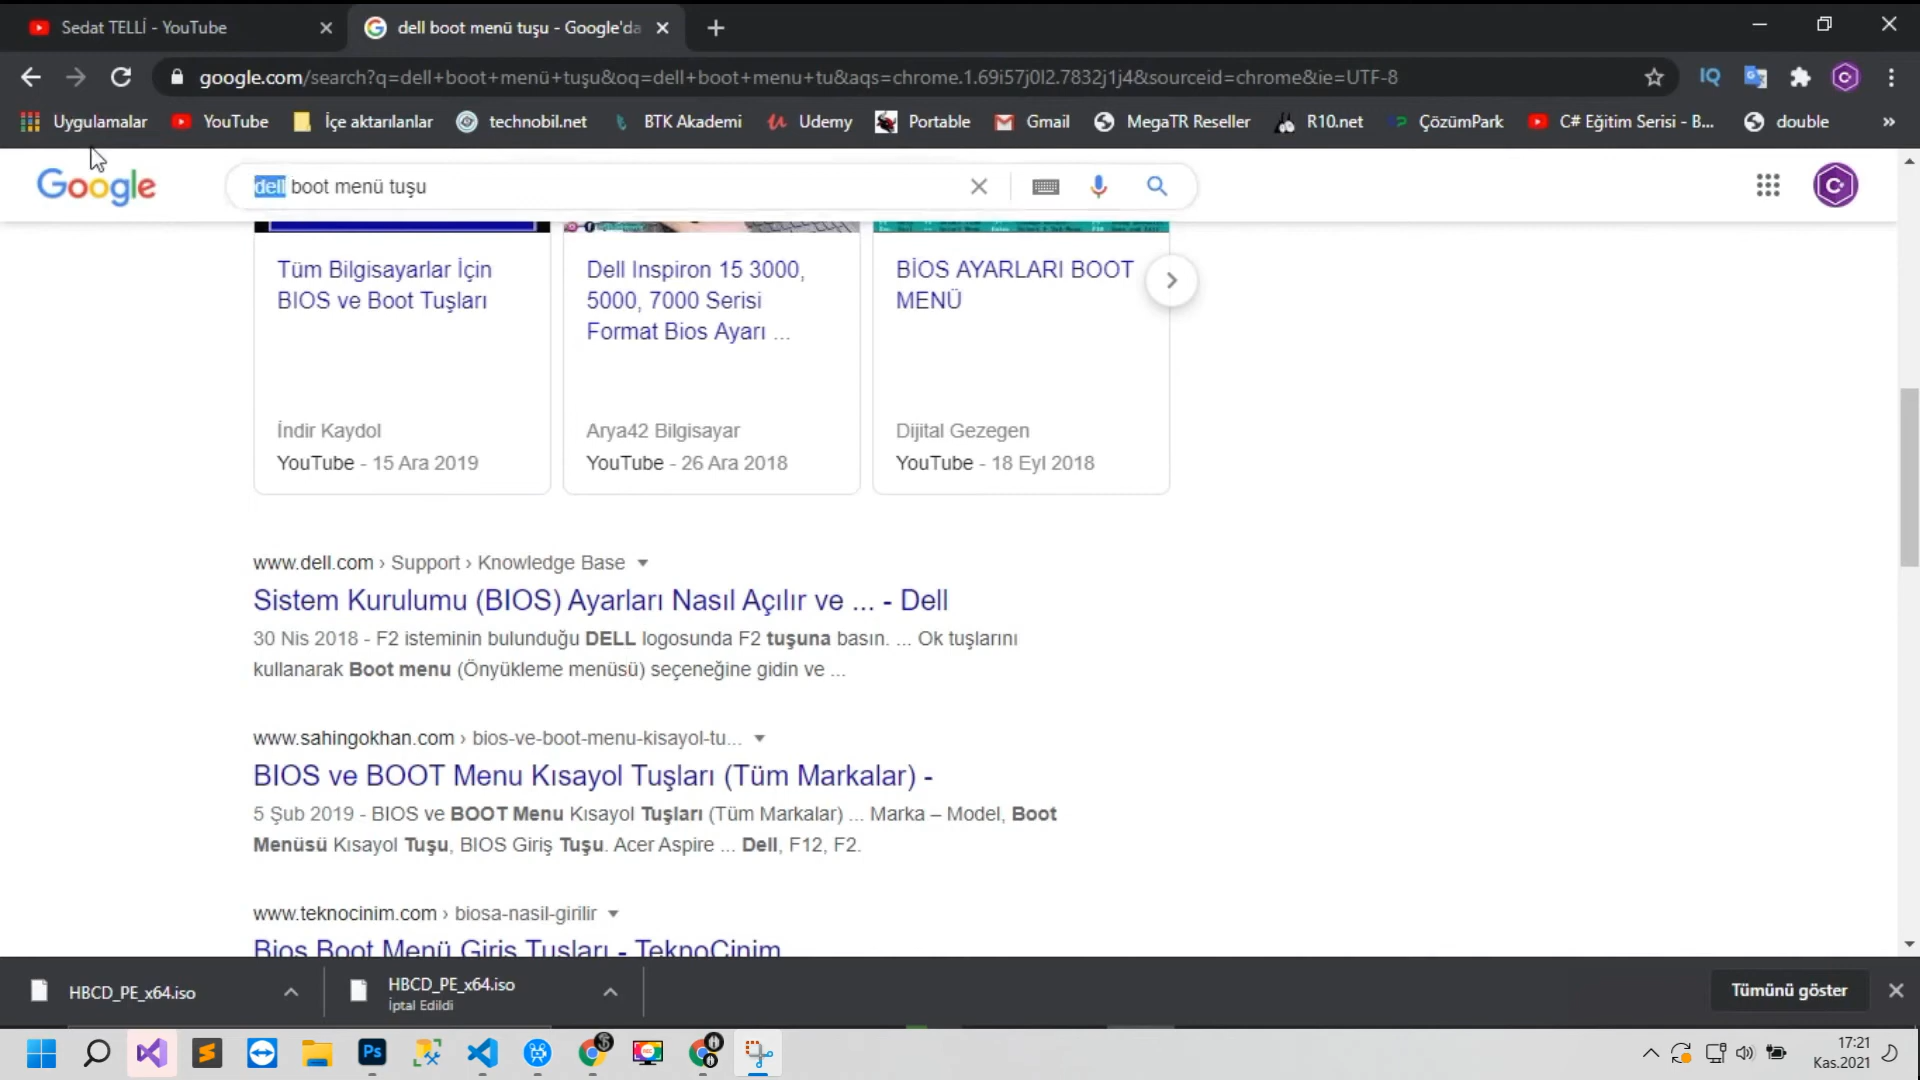 Sedat TELLİ - YouTube
dell boot menü tuşu - Google'da
google.com/search?q=dell+boot+menü+tuşu&oq=dell+boot+menu+tu&aqs=chrome.1.69i57j0l2.7832j1j4&sourceid=chrome&ie=UTF-8
IQ
Uygulamalar YouTube İçe aktarılanlar technobil.net BTK Akademi Udemy Portable Gmail MegaTR Reseller R10.net ÇözümPark C# Eğitim Serisi - B... double
Google
dell boot menü tuşu
Tüm Bilgisayarlar İçin
BIOS ve Boot Tuşları
İndir Kaydol
YouTube - 15 Ara 2019
Dell Inspiron 15 3000,
5000, 7000 Serisi
Format Bios Ayarı ...
Arya42 Bilgisayar
YouTube - 26 Ara 2018
BİOS AYARLARI BOOT
MENÜ
Dijital Gezegen
YouTube - 18 Eyl 2018
www.dell.com › Support › Knowledge Base
Sistem Kurulumu (BIOS) Ayarları Nasıl Açılır ve ... - Dell
30 Nis 2018 - F2 isteminin bulunduğu DELL logosunda F2 tuşuna basın. ... Ok tuşlarını
kullanarak Boot menu (Önyükleme menüsü) seçeneğine gidin ve ...
www.sahingokhan.com › bios-ve-boot-menu-kisayol-tu...
BIOS ve BOOT Menu Kısayol Tuşları (Tüm Markalar) -
5 Şub 2019 - BIOS ve BOOT Menu Kısayol Tuşları (Tüm Markalar) ... Marka – Model, Boot
Menüsü Kısayol Tuşu, BIOS Giriş Tuşu. Acer Aspire ... Dell, F12, F2.
www.teknocinim.com › biosa-nasil-girilir
Bios Boot Menü Giriş Tuşları - TeknoCinim
HBCD_PE_x64.iso
HBCD_PE_x64.iso
İptal Edildi
Tümünü göster
Ps
17:21
Kas.2021